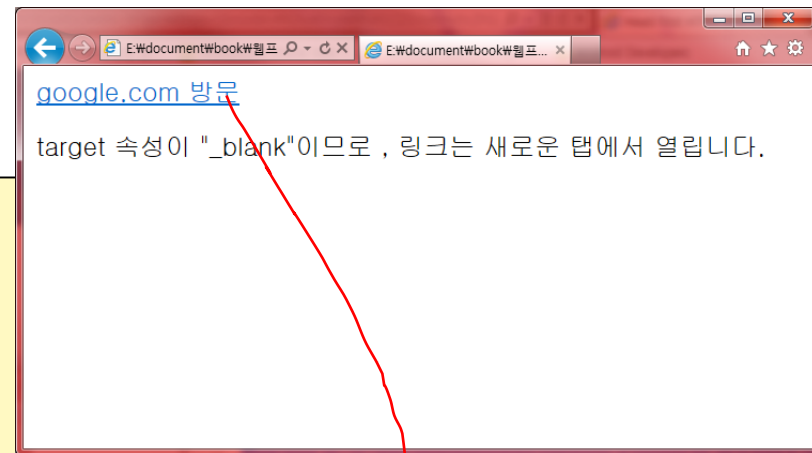 E:₩document₩book₩웹프
E:₩document₩book₩웹프...
google.com 방문
target 속성이 "_blank"이므로 , 링크는 새로운 탭에서 열립니다.